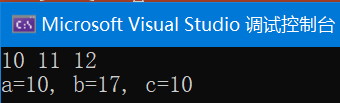 Microsoft Visual Studio 调试控制台
10 11 12
a=10, b=17, c=10